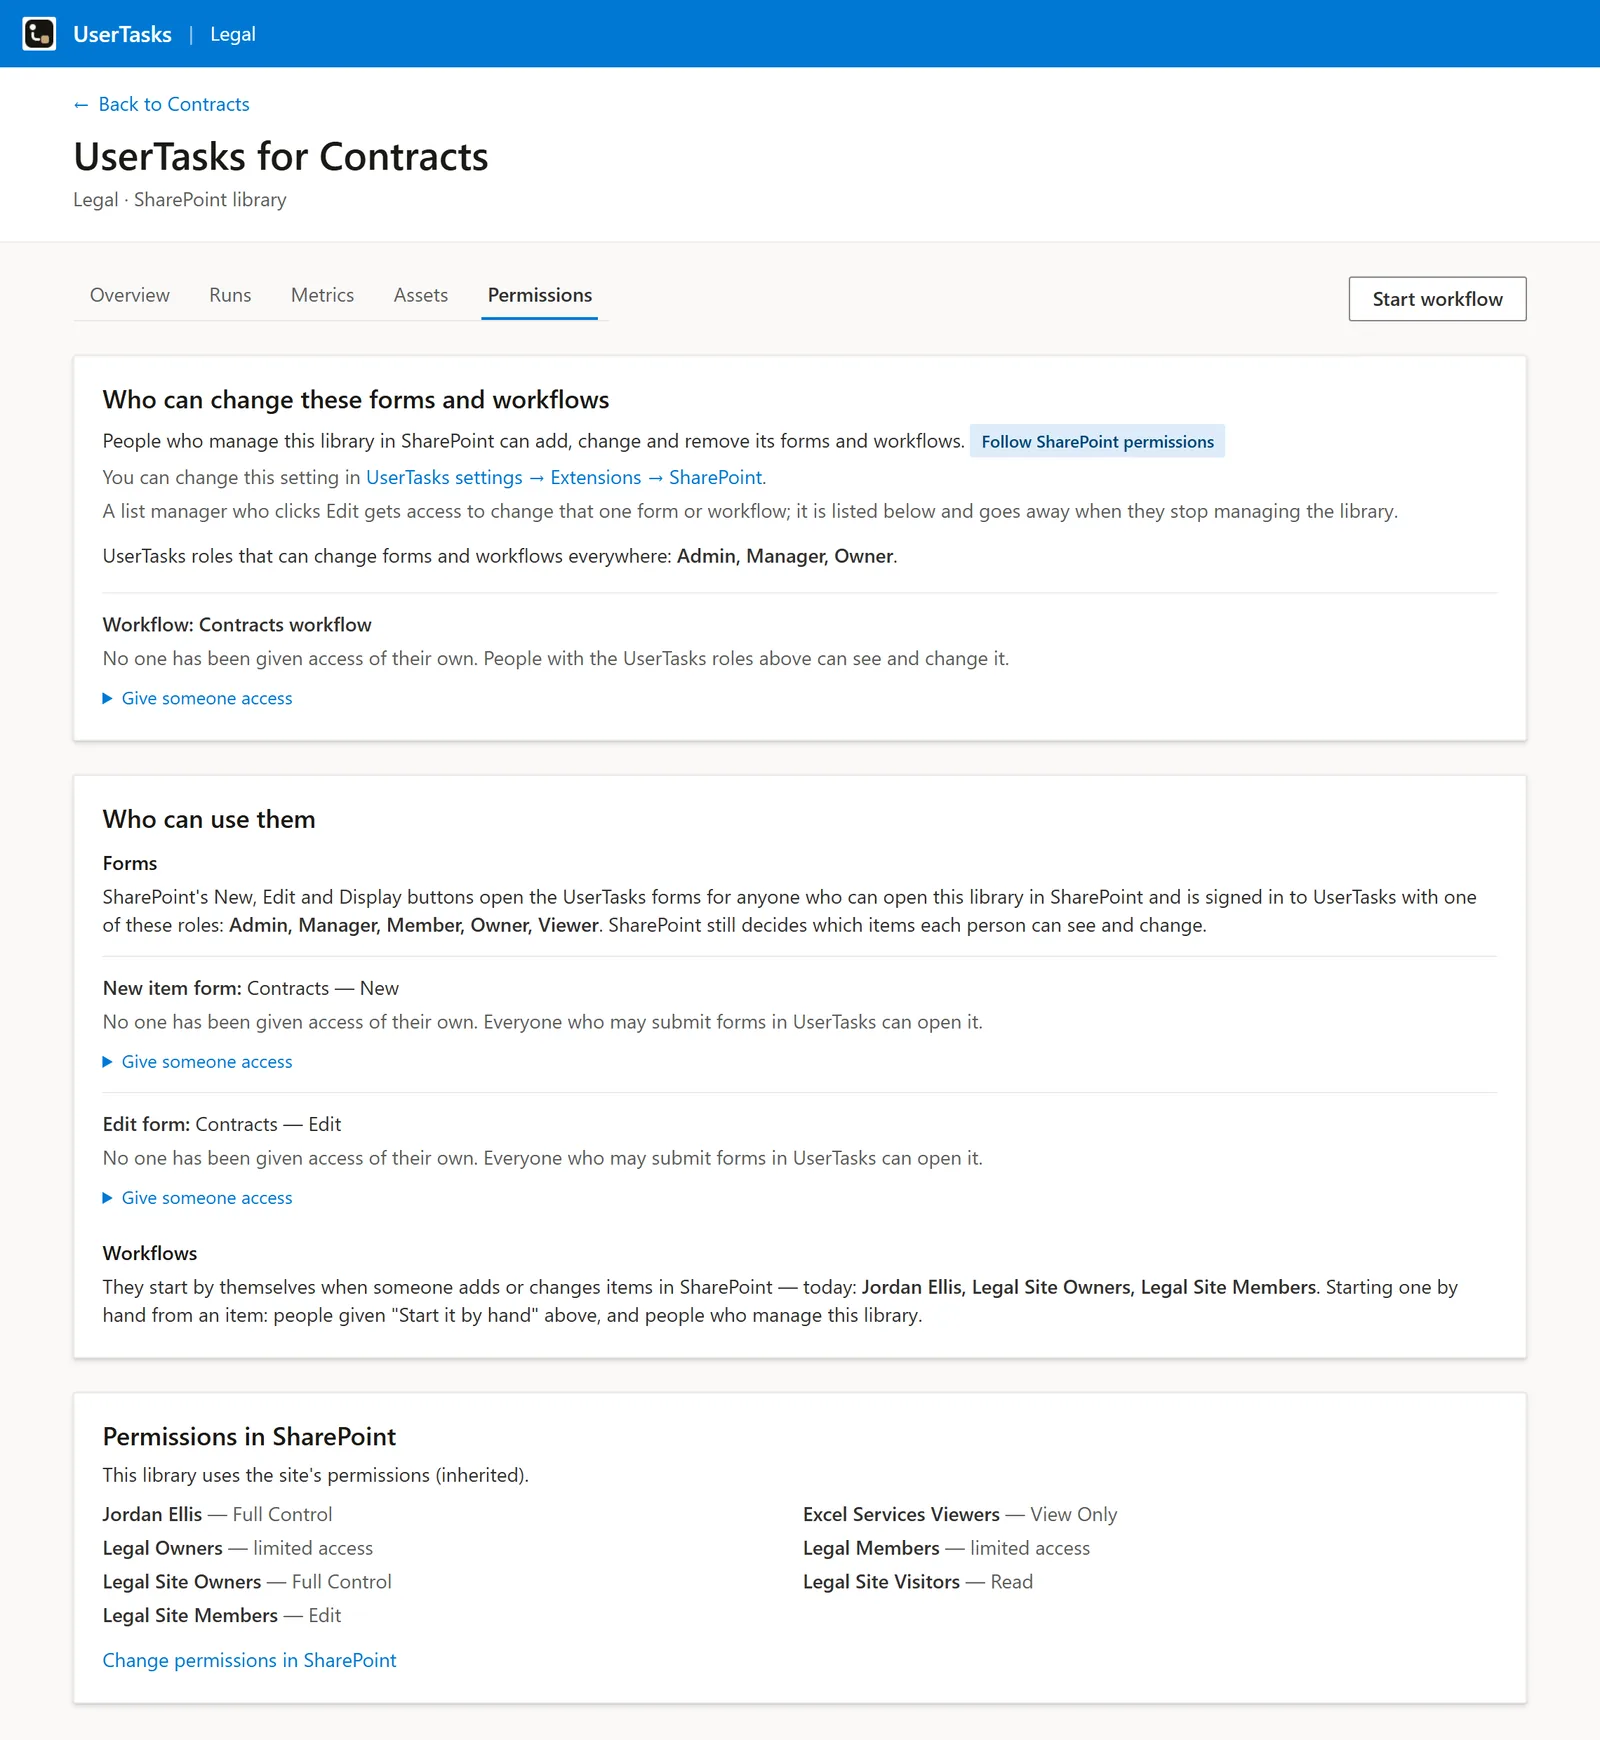 UserTasks | Legal
← Back to Contracts
UserTasks for Contracts
Legal · SharePoint library
Overview Runs Metrics Assets Permissions
Start workflow
Who can change these forms and workflows
People who manage this library in SharePoint can add, change and remove its forms and workflows. Follow SharePoint permissions
You can change this setting in UserTasks settings → Extensions → SharePoint.
A list manager who clicks Edit gets access to change that one form or workflow; it is listed below and goes away when they stop managing the library.
UserTasks roles that can change forms and workflows everywhere: Admin, Manager, Owner.
Workflow: Contracts workflow
No one has been given access of their own. People with the UserTasks roles above can see and change it.
▶ Give someone access
Who can use them
Forms
SharePoint's New, Edit and Display buttons open the UserTasks forms for anyone who can open this library in SharePoint and is signed in to UserTasks with one
of these roles: Admin, Manager, Member, Owner, Viewer. SharePoint still decides which items each person can see and change.
New item form: Contracts — New
No one has been given access of their own. Everyone who may submit forms in UserTasks can open it.
▶ Give someone access
Edit form: Contracts — Edit
No one has been given access of their own. Everyone who may submit forms in UserTasks can open it.
▶ Give someone access
Workflows
They start by themselves when someone adds or changes items in SharePoint — today: Jordan Ellis, Legal Site Owners, Legal Site Members. Starting one by
hand from an item: people given "Start it by hand" above, and people who manage this library.
Permissions in SharePoint
This library uses the site's permissions (inherited).
Jordan Ellis — Full Control
Legal Owners — limited access
Legal Site Owners — Full Control
Legal Site Members — Edit
Excel Services Viewers — View Only
Legal Members — limited access
Legal Site Visitors — Read
Change permissions in SharePoint